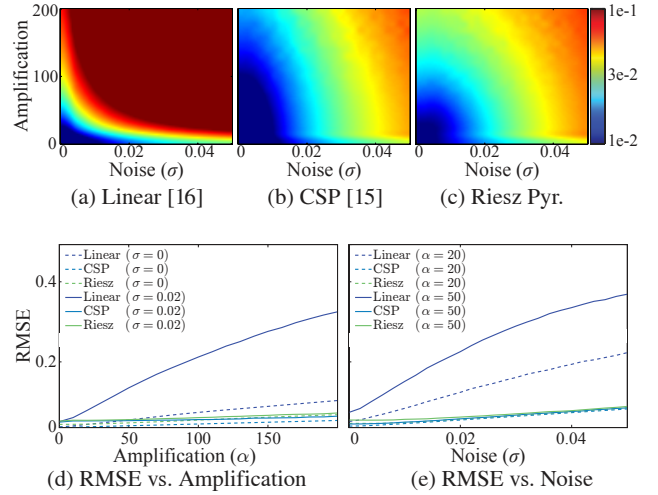 200
100
0
Amplification
0 0.02 0.04
0 0.02 0.04
0 0.02 0.04
1e-1
3e-2
1e-2
Noise (σ) Noise (σ) Noise (σ)
(a) Linear [16] (b) CSP [15] (c) Riesz Pyr.
0.4
0.2
0
RMSE
Linear (σ = 0)
CSP (σ = 0)
Riesz (σ = 0)
Linear (σ = 0.02)
CSP (σ = 0.02)
Riesz (σ = 0.02)
0 50 100 150
Amplification (α)
(d) RMSE vs. Amplification
Linear (α = 20)
CSP (α = 20)
Riesz (α = 20)
Linear (α = 50)
CSP (α = 50)
Riesz (α = 50)
0 0.02 0.04
Noise (σ)
(e) RMSE vs. Noise